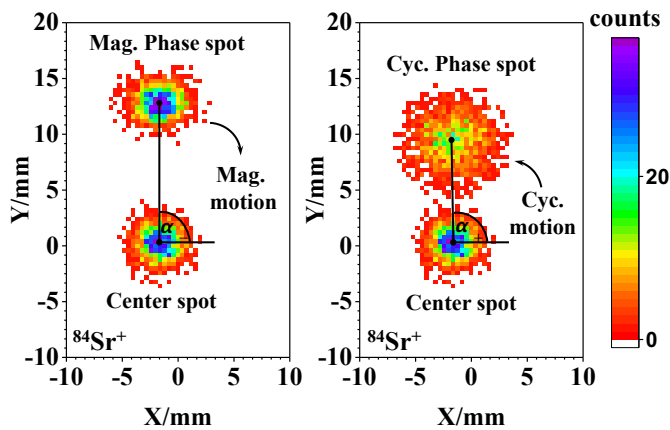 counts
20
15
10
5
0
-5
-10
Y/mm
Mag. Phase spot
Mag.
motion
α
Center spot
⁸⁴Sr⁺
-10
-5
0
5
10
X/mm
20
15
10
5
0
-5
-10
Y/mm
Cyc. Phase spot
Cyc.
motion
α
+
Center spot
⁸⁴Sr⁺
-10
-5
0
5
10
X/mm
20
0